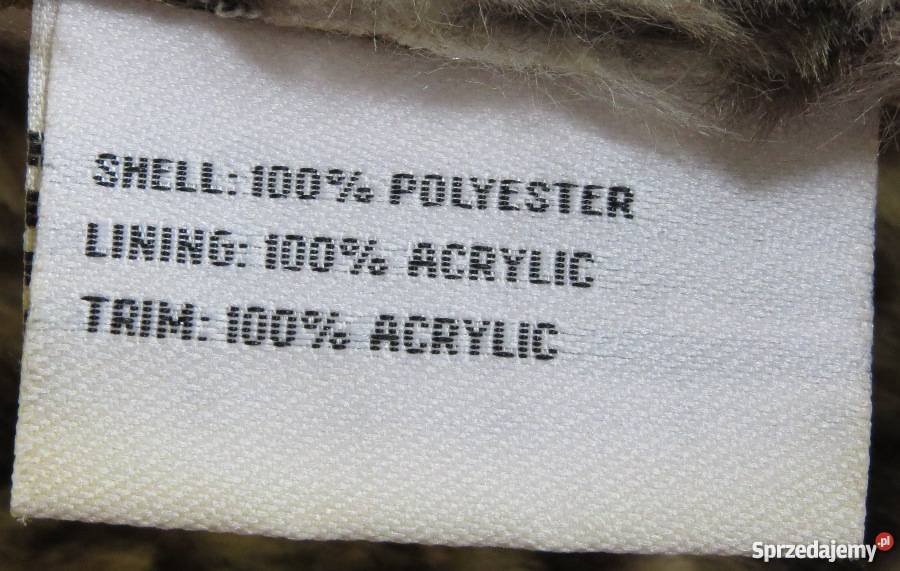 SHELL: 100% POLYESTER
LINING: 100% ACRYLIC
TRIM: 100% ACRYLIC
Sprzedajemy.pl